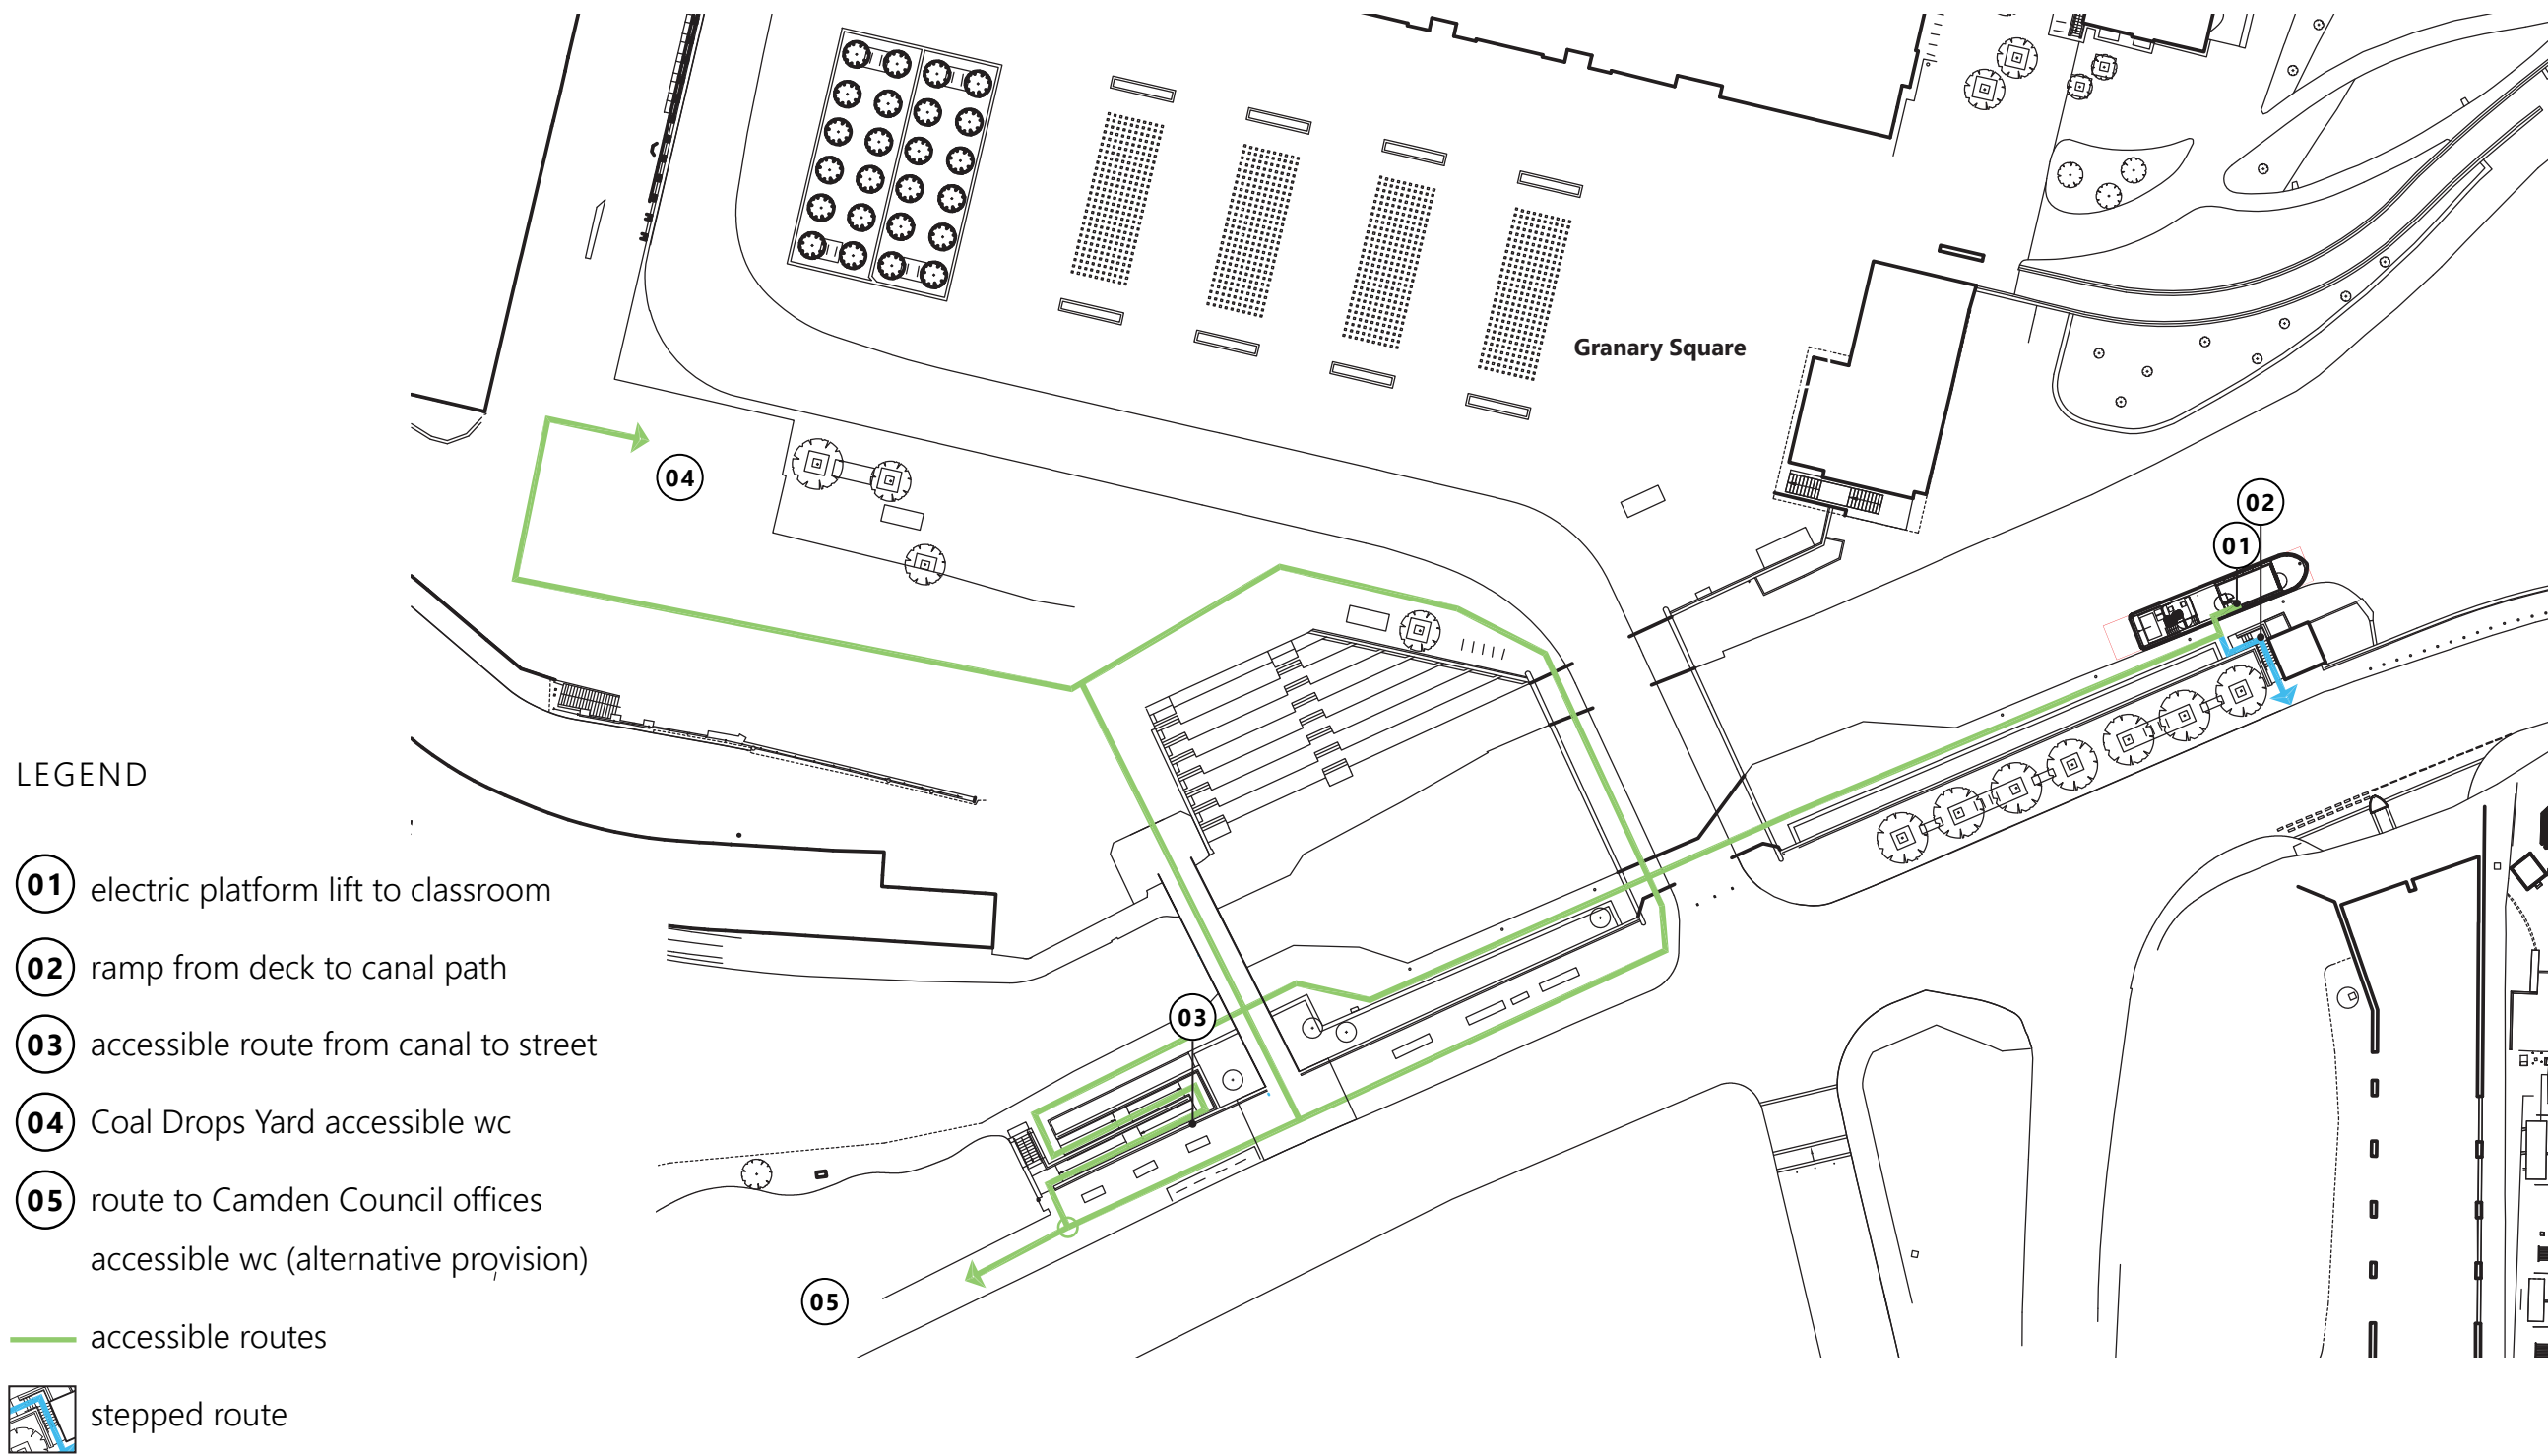 Granary Square
04
02
01
03
05
LEGEND
01 electric platform lift to classroom
02 ramp from deck to canal path
03 accessible route from canal to street
04 Coal Drops Yard accessible wc
05 route to Camden Council offices
accessible wc (alternative provision)
accessible routes
stepped route